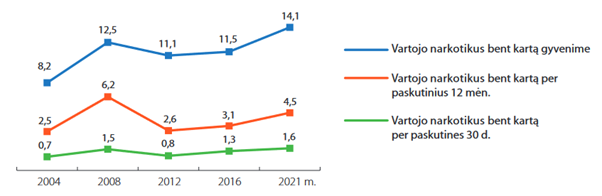 14,1
12,5
11,1
11,5
8,2
6,2
4,5
2,5
2,6
3,1
0,7
1,5
0,8
1,3
1,6
2004 2008 2012 2016 2021 m.
Vartojo narkotikus bent kartą gyvenime
Vartojo narkotikus bent kartą per
paskutinius 12 mėn.
Vartojo narkotikus bent kartą
per paskutines 30 d.